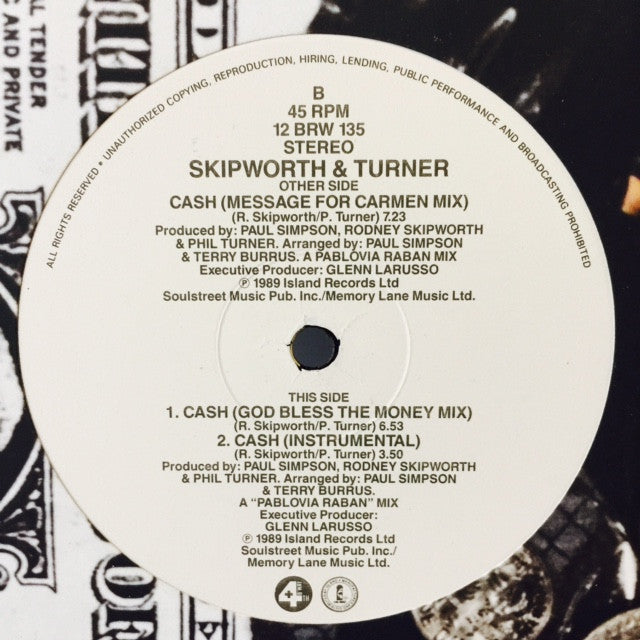 AL TENDER
C AND PRIVATE
ALL RIGHTS RESERVED • UNAUTHORIZED COPYING, REPRODUCTION, HIRING, LENDING, PUBLIC PERFORMANCE AND BROADCASTING PROHIBITED
B
45 RPM
12 BRW 135
STEREO
SKIPWORTH & TURNER
OTHER SIDE
CASH (MESSAGE FOR CARMEN MIX)
(R. Skipworth/P. Turner) 7.23
Produced by: PAUL SIMPSON, RODNEY SKIPWORTH
& PHIL TURNER. Arranged by: PAUL SIMPSON
& TERRY BURRUS. A PABLOVIA RABAN MIX
Executive Producer: GLENN LARUSSO
℗ 1989 Island Records Ltd
Soulstreet Music Pub. Inc./Memory Lane Music Ltd.
THIS SIDE
1. CASH (GOD BLESS THE MONEY MIX)
(R. Skipworth/P. Turner) 6.53
2. CASH (INSTRUMENTAL)
(R. Skipworth/P. Turner) 3.50
Produced by: PAUL SIMPSON, RODNEY SKIPWORTH
& PHIL TURNER. Arranged by: PAUL SIMPSON
& TERRY BURRUS.
A "PABLOVIA RABAN" MIX
Executive Producer:
GLENN LARUSSO
℗ 1989 Island Records Ltd
Soulstreet Music Pub. Inc./
Memory Lane Music Ltd.
4TH